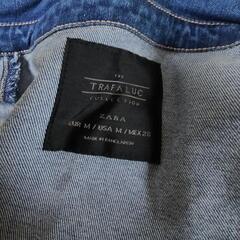 THE
TRAFALUC
COLLECTION
ZARA
EUR M / USA M / MEX 28
MADE IN BANGLADESH